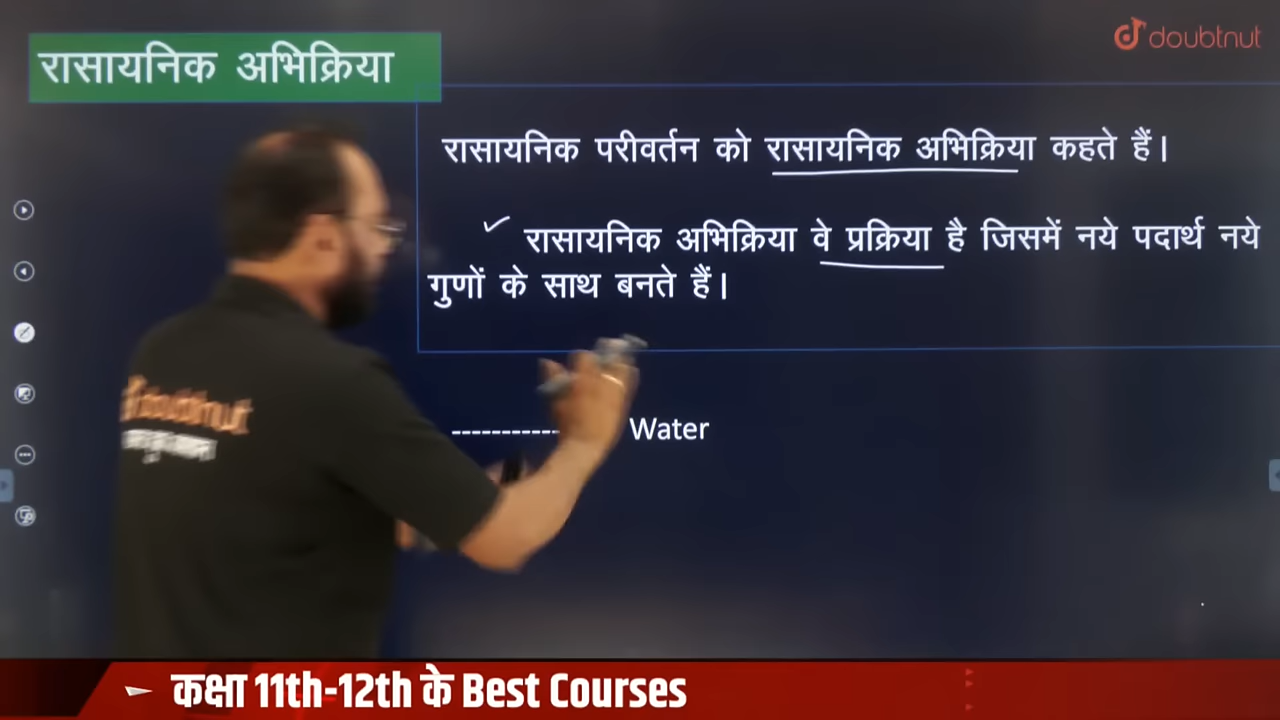 doubtnut
रासायनिक अभिक्रिया
रासायनिक परीवर्तन को रासायनिक अभिक्रिया कहते हैं।
रासायनिक अभिक्रिया वे प्रक्रिया है जिसमें नये पदार्थ नये
गुणों के साथ बनते हैं।
----------- Water
doubtnut
कक्षा 11th-12th के Best Courses